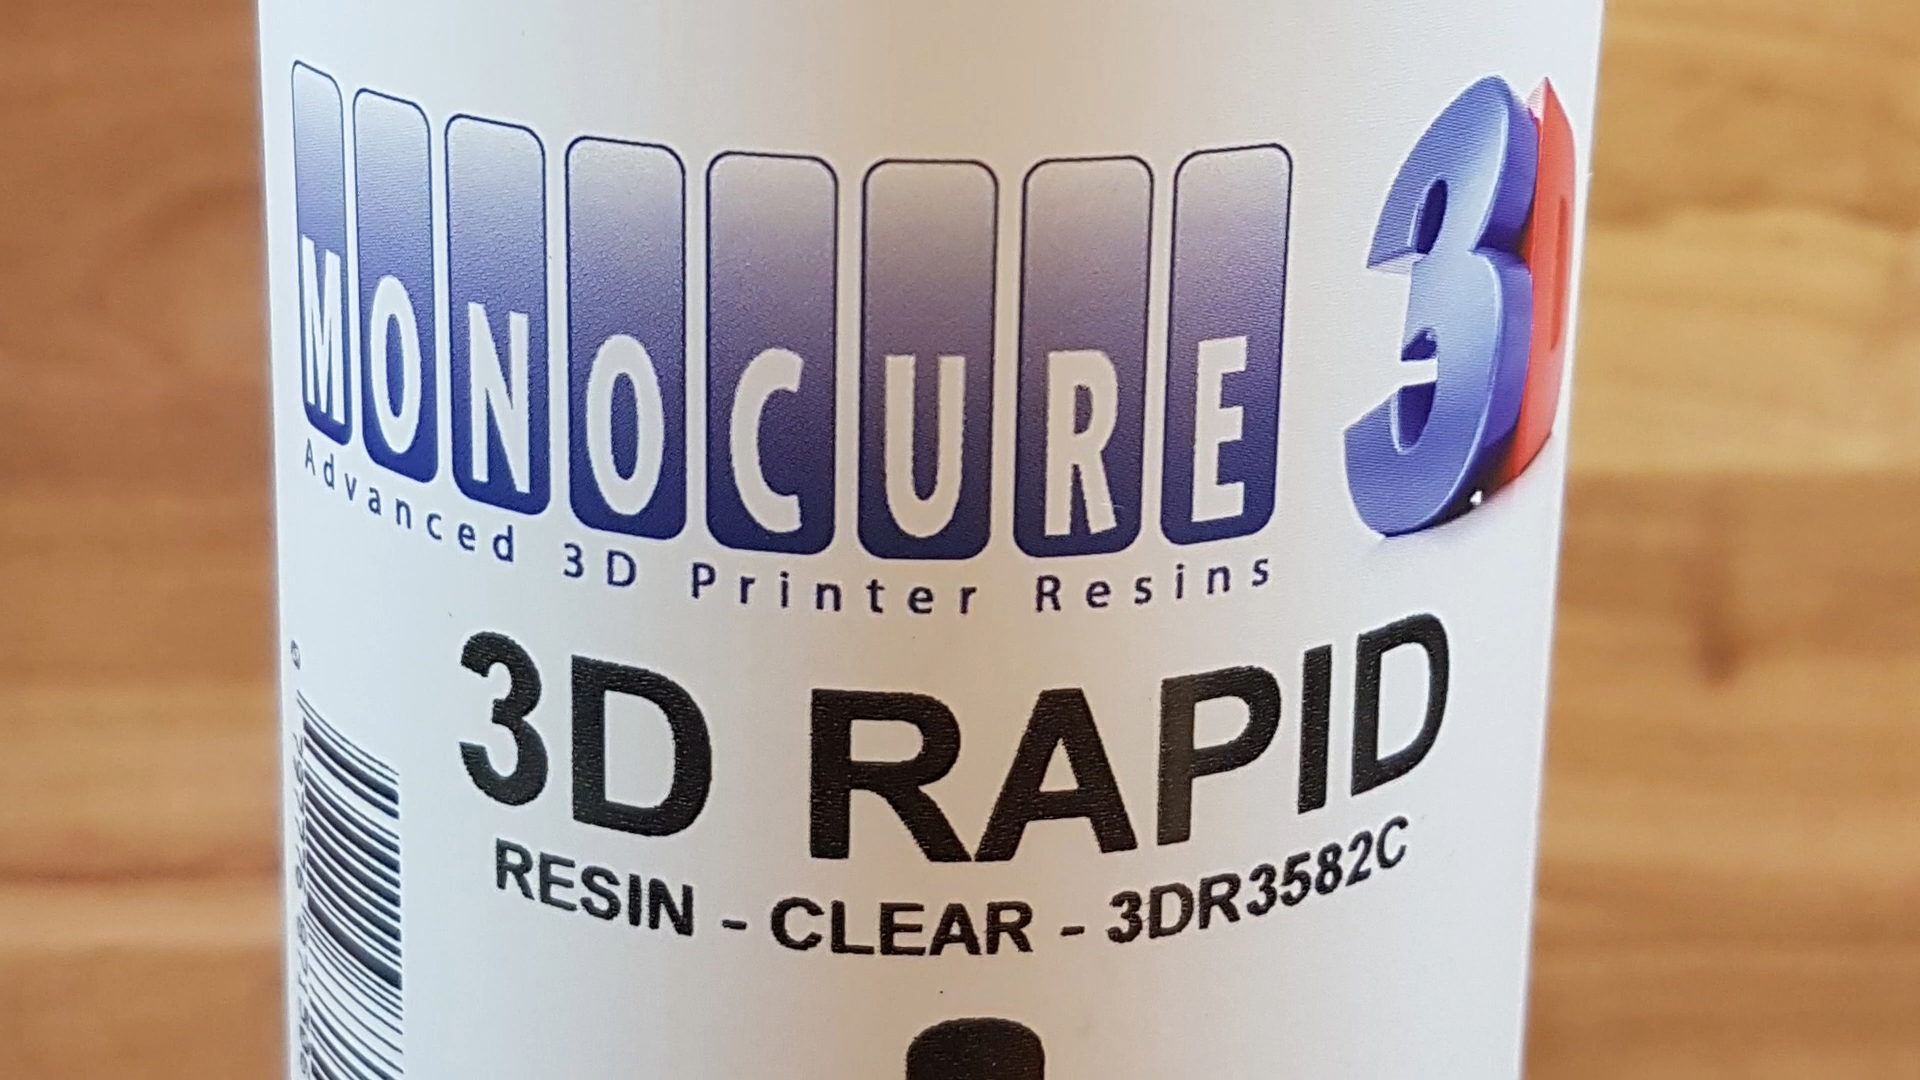 MONOCURE 3D
Advanced 3D Printer Resins
3D RAPID
RESIN - CLEAR - 3DR3582C